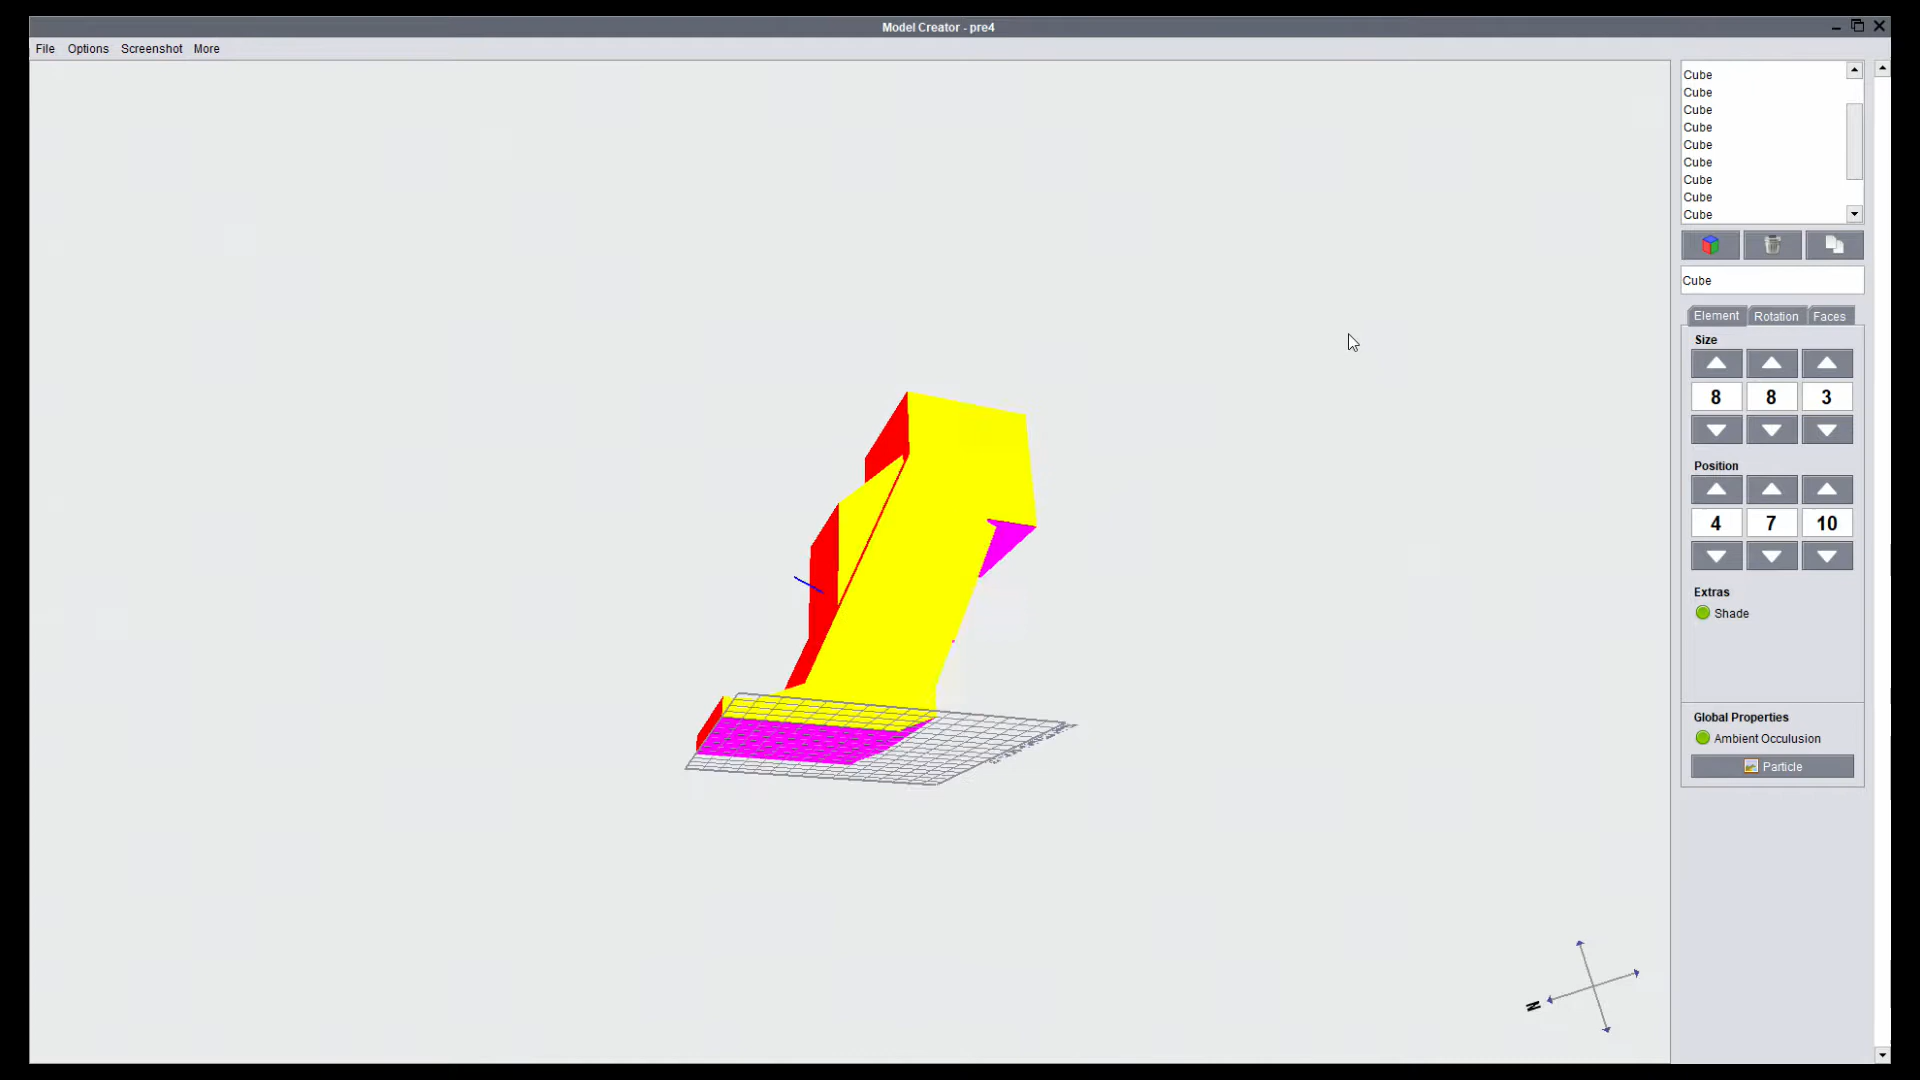 Model Creator - pre4
File Options Screenshot More
Cube
Cube
Cube
Cube
Cube
Cube
Cube
Cube
Cube
Cube
Element Rotation Faces
Size
8 8 3
Position
4 7 10
Extras
Shade
Global Properties
Ambient Occulusion
Particle
N